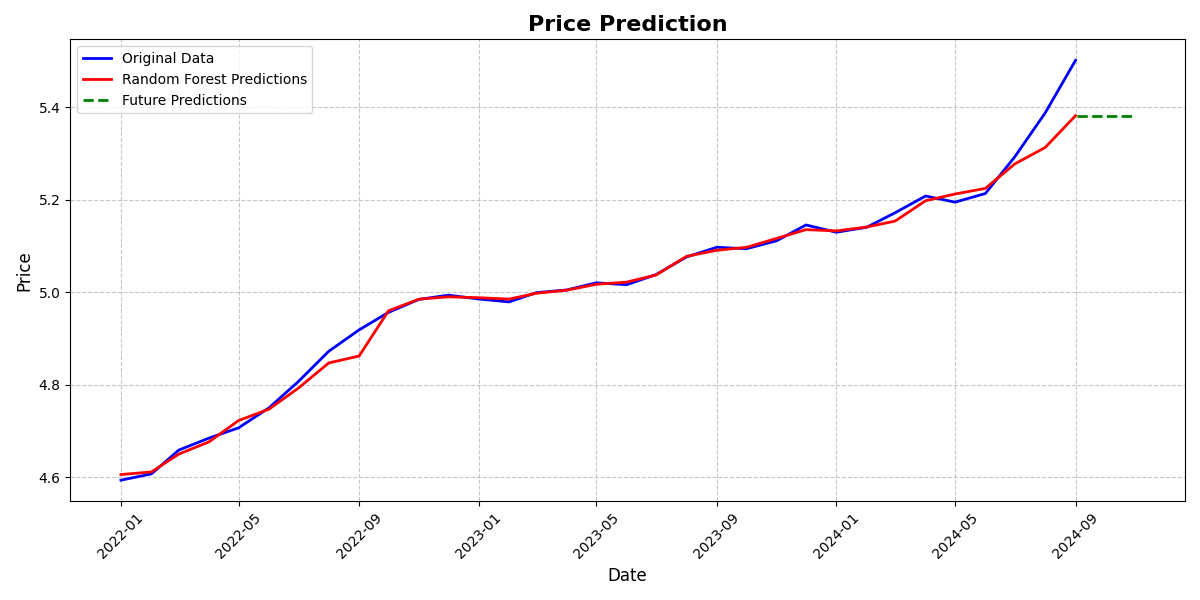 Price Prediction
Original Data
Random Forest Predictions
Future Predictions
Price
5.4
5.2
5.0
4.8
4.6
2022-01
2022-05
2022-09
2023-01
2023-05
2023-09
2024-01
2024-05
2024-09
Date